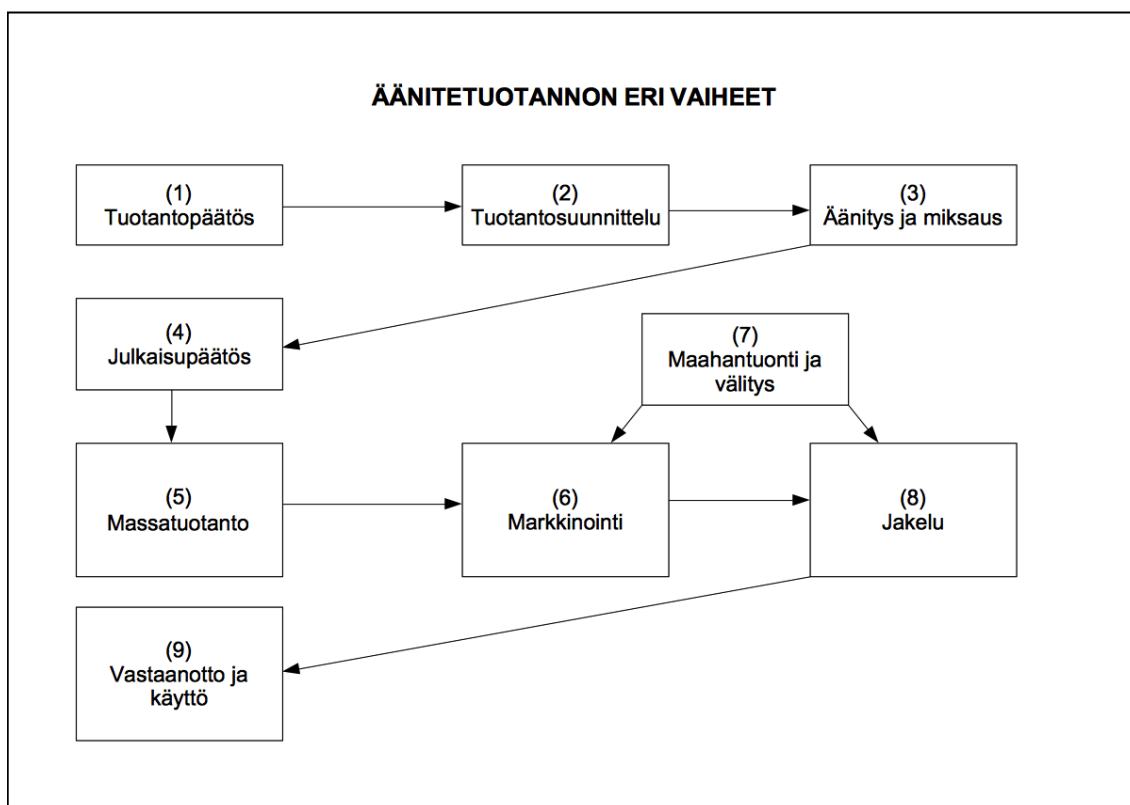 ÄÄNITETUOTANNON ERI VAIHEET
(1)
Tuotantopäätös
(2)
Tuotantosuunnittelu
(3)
Äänitys ja miksaus
(4)
Julkaisupäätös
(7)
Maahantuonti ja
välitys
(5)
Massatuotanto
(6)
Markkinointi
(8)
Jakelu
(9)
Vastaanotto ja
käyttö